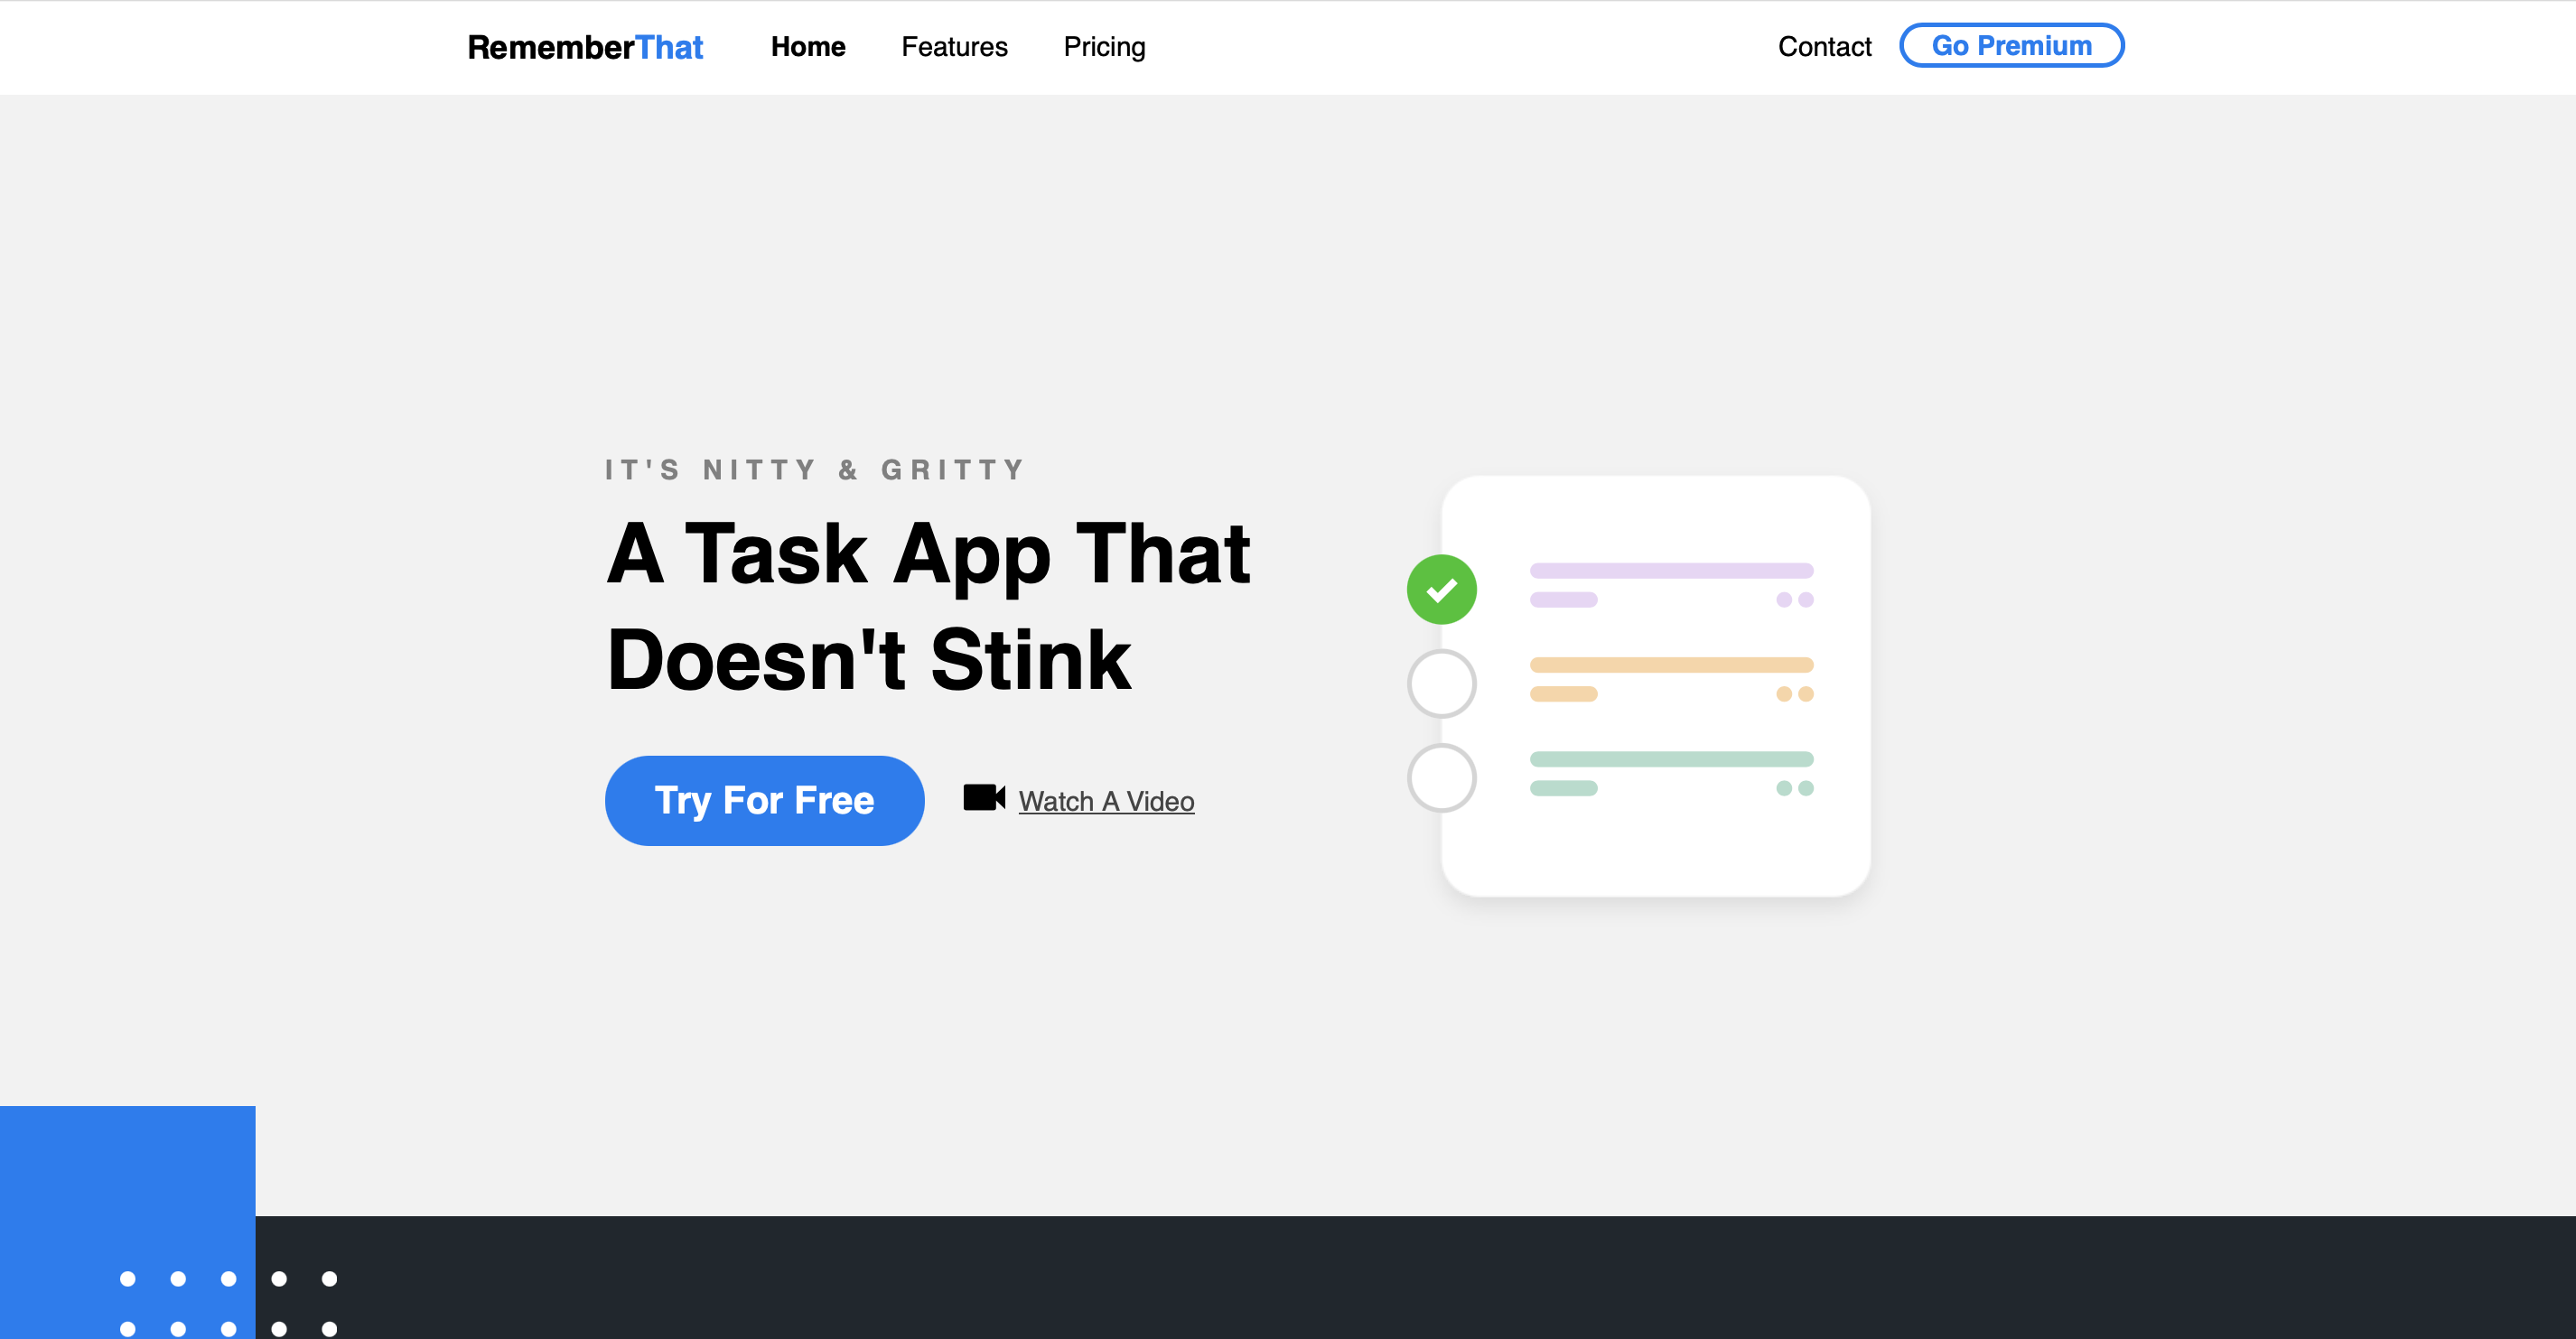 RememberThat Home Features Pricing Contact Go Premium
IT'S NITTY & GRITTY
A Task App That
Doesn't Stink
Try For Free Watch A Video